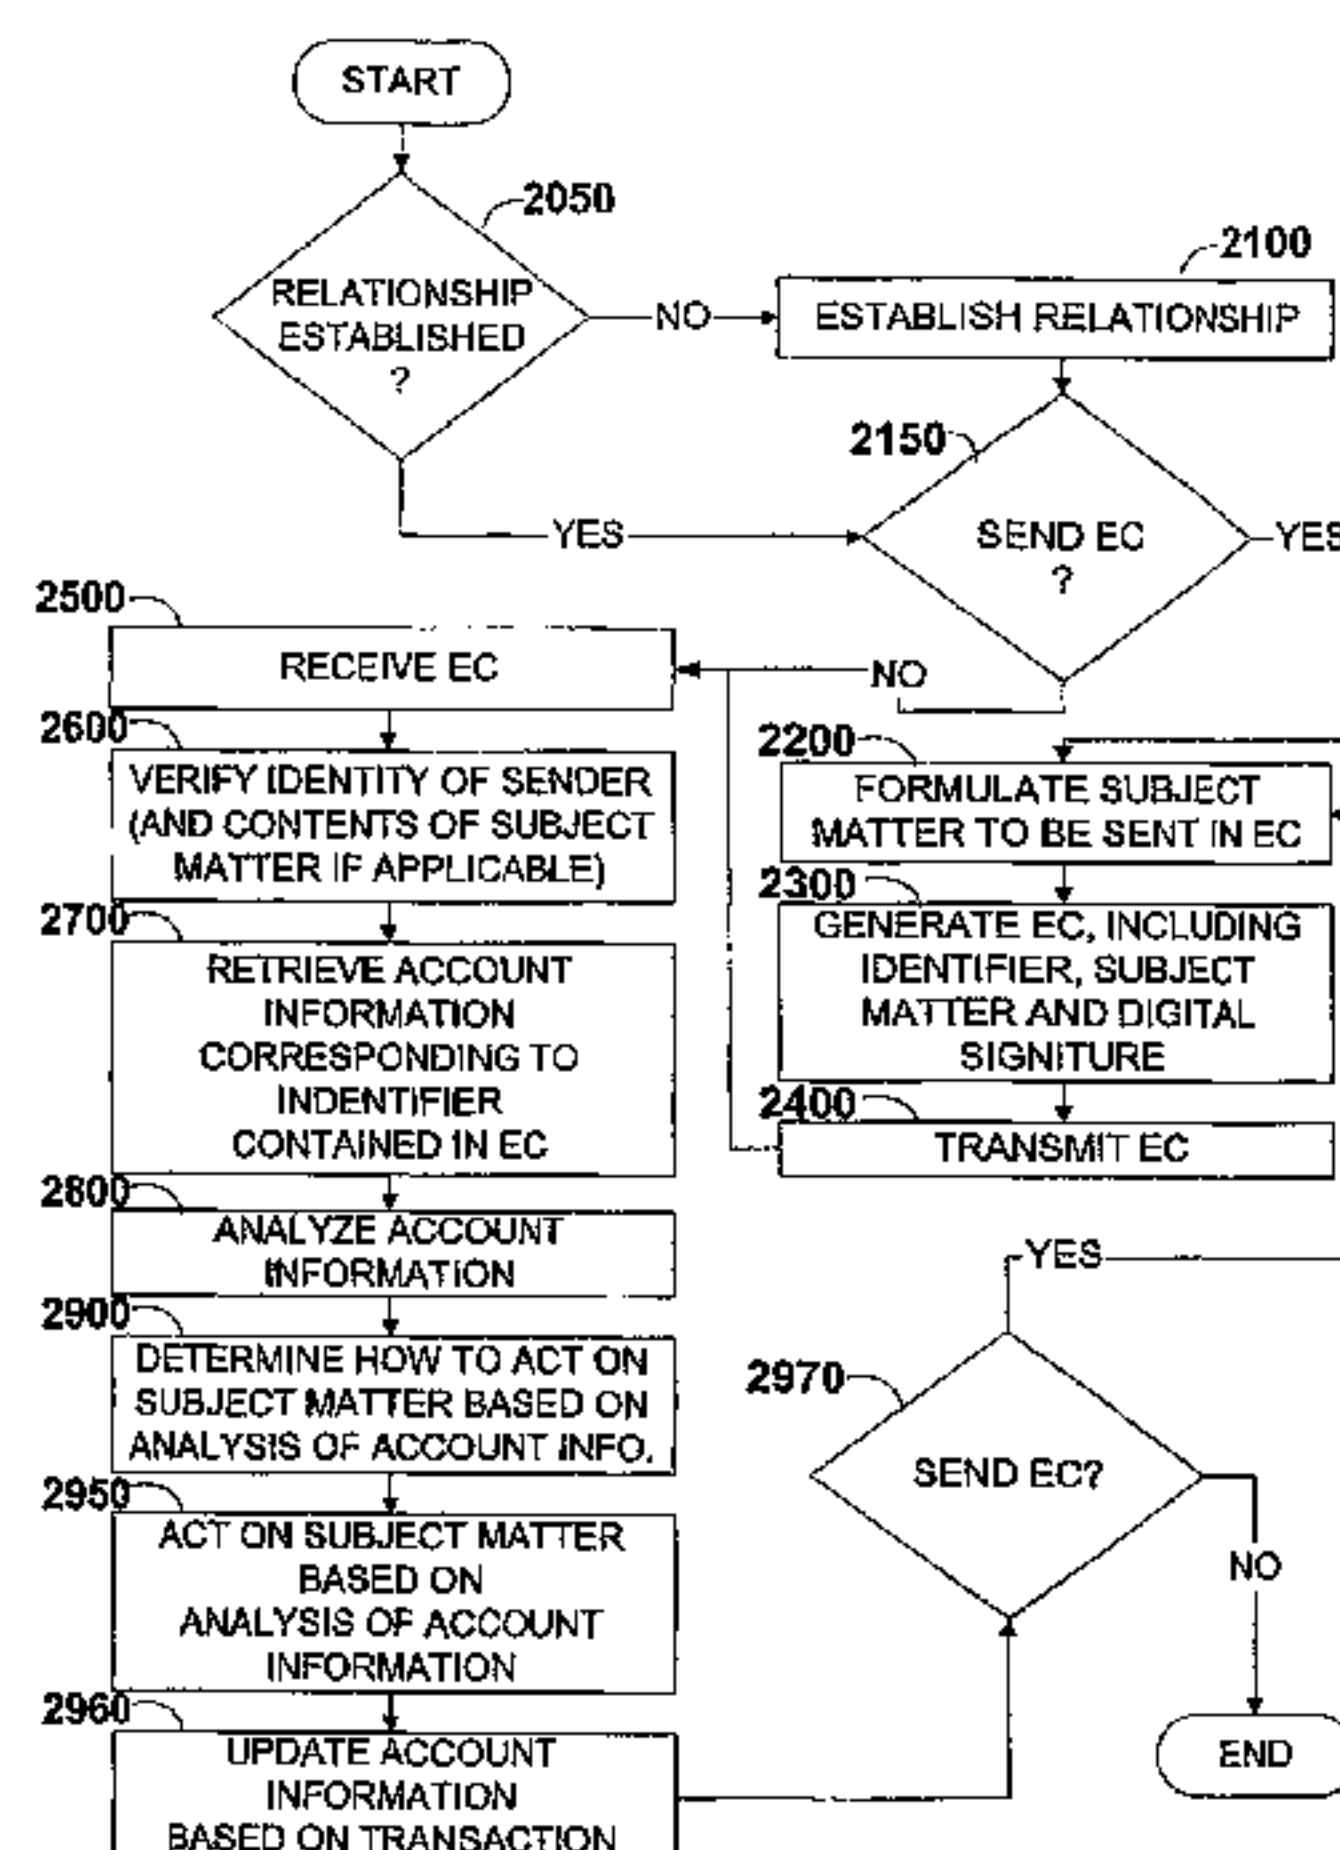 START
2050
RELATIONSHIP
ESTABLISHED
?
NO
2100
ESTABLISH RELATIONSHIP
2150
SEND EC
?
YES
YES
NO
2500
RECEIVE EC
2600
VERIFY IDENTITY OF SENDER
(AND CONTENTS OF SUBJECT
MATTER IF APPLICABLE)
2700
RETRIEVE ACCOUNT
INFORMATION
CORRESPONDING TO
INDENTIFIER
CONTAINED IN EC
2800
ANALYZE ACCOUNT
INFORMATION
2900
DETERMINE HOW TO ACT ON
SUBJECT MATTER BASED ON
ANALYSIS OF ACCOUNT INFO.
2950
ACT ON SUBJECT MATTER
BASED ON
ANALYSIS OF ACCOUNT
INFORMATION
2960
UPDATE ACCOUNT
INFORMATION
BASED ON TRANSACTION
2200
FORMULATE SUBJECT
MATTER TO BE SENT IN EC
2300
GENERATE EC, INCLUDING
IDENTIFIER, SUBJECT
MATTER AND DIGITAL
SIGNITURE
2400
TRANSMIT EC
YES
2970
SEND EC?
NO
END